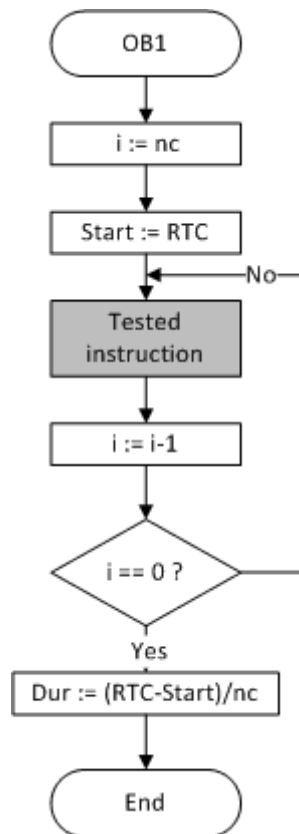 OB1
i := nc
Start := RTC
No
Tested
instruction
i := i-1
i == 0 ?
Yes
Dur := (RTC-Start)/nc
End